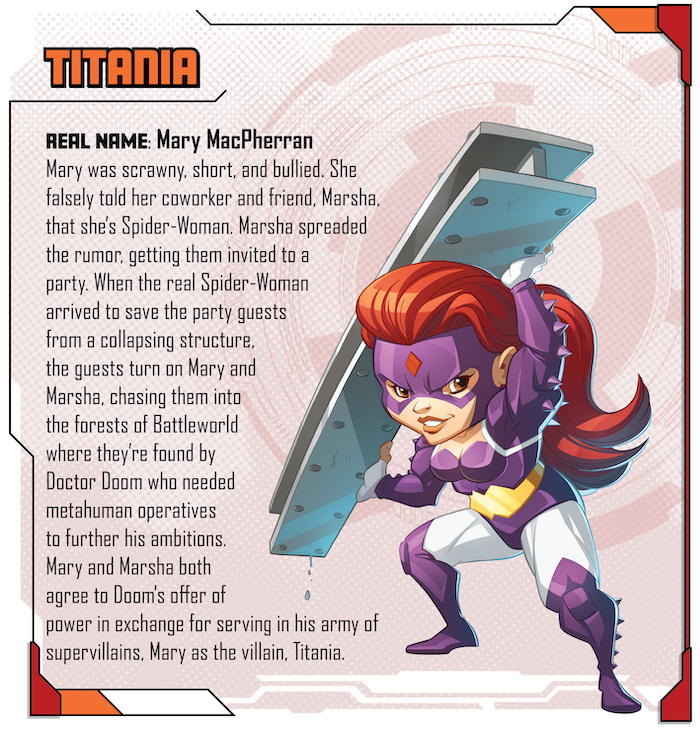 TITANIA
REAL NAME: Mary MacPherran
Mary was scrawny, short, and bullied. She
falsely told her coworker and friend, Marsha,
that she's Spider-Woman. Marsha spreaded
the rumor, getting them invited to a
party. When the real Spider-Woman
arrived to save the party guests
from a collapsing structure,
the guests turn on Mary and
Marsha, chasing them into
the forests of Battleworld
where they're found by
Doctor Doom who needed
metahuman operatives
to further his ambitions.
Mary and Marsha both
agree to Doom's offer of
power in exchange for serving in his army of
supervillains, Mary as the villain, Titania.